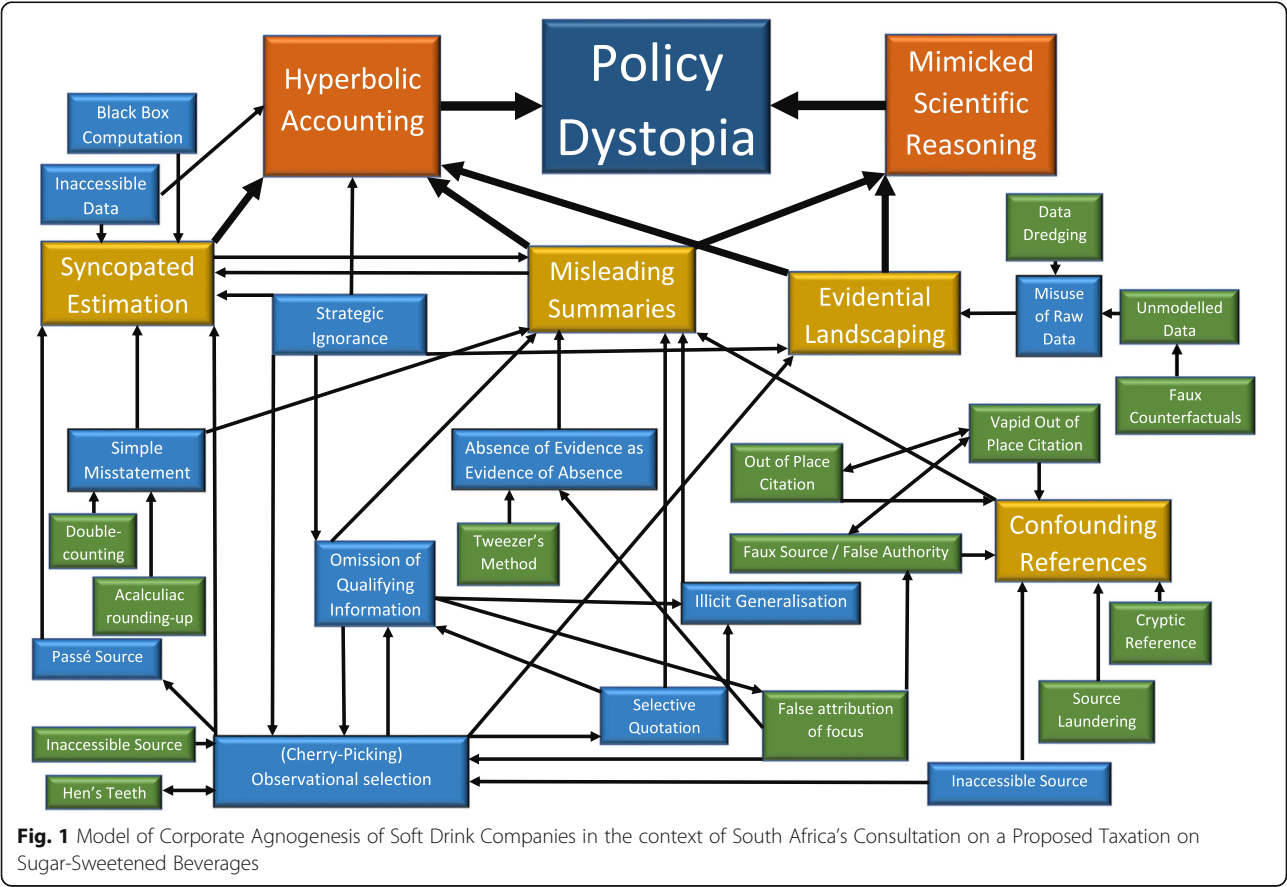 Hyperbolic
Accounting
Policy
Dystopia
Mimicked
Scientific
Reasoning
Black Box
Computation
Inaccessible
Data
Data
Dredging
Syncopated
Estimation
Misleading
Summaries
Evidential
Landscaping
Misuse
of Raw
Data
Unmodelled
Data
Strategic
Ignorance
Faux
Counterfactuals
Simple
Misstatement
Absence of Evidence as
Evidence of Absence
Vapid Out of
Place Citation
Out of Place
Citation
Double-
counting
Tweezer's
Method
Faux Source / False Authority
Confounding
References
Omission of
Qualifying
Information
Acalculiac
rounding-up
Illicit Generalisation
Cryptic
Reference
Passé Source
Selective
Quotation
False attribution
of focus
Source
Laundering
Inaccessible Source
(Cherry-Picking)
Observational selection
Inaccessible Source
Hen's Teeth
Fig. 1 Model of Corporate Agnogenesis of Soft Drink Companies in the context of South Africa's Consultation on a Proposed Taxation on
Sugar-Sweetened Beverages